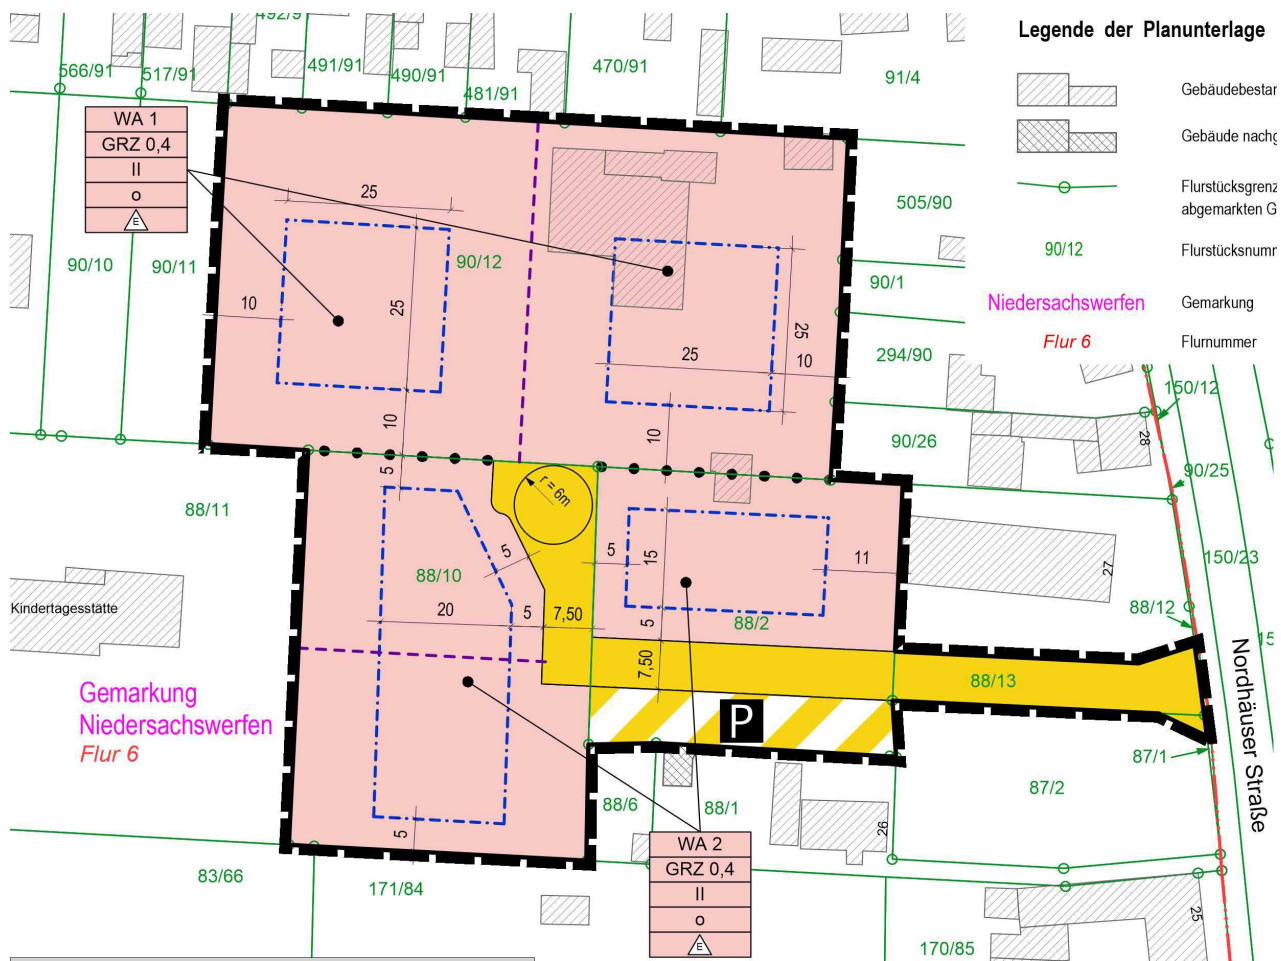 492/9
566/91
517/91
491/91
490/91
481/91
470/91
91/4
Legende der Planunterlage
Gebäudebestan
Gebäude nachg
Flurstücksgrenz
abgemarkten G
90/12
Flurstücksnumm
Niedersachswerfen
Gemarkung
Flur 6
Flurnummer
WA 1
GRZ 0,4
II
o
E
25
90/10
90/11
90/12
10
25
25
25
10
505/90
90/1
294/90
90/26
150/12
28
90/25
10
10
5
r = 6m
88/11
88/10
5
5
15
11
20
5
7,50
5
88/2
27
150/23
88/12
15
Kindertagesstätte
Gemarkung
Niedersachswerfen
Flur 6
7,50
88/13
P
Nordhäuser Straße
87/1
87/2
88/6
88/1
26
5
WA 2
GRZ 0,4
II
o
E
83/66
171/84
170/85
25